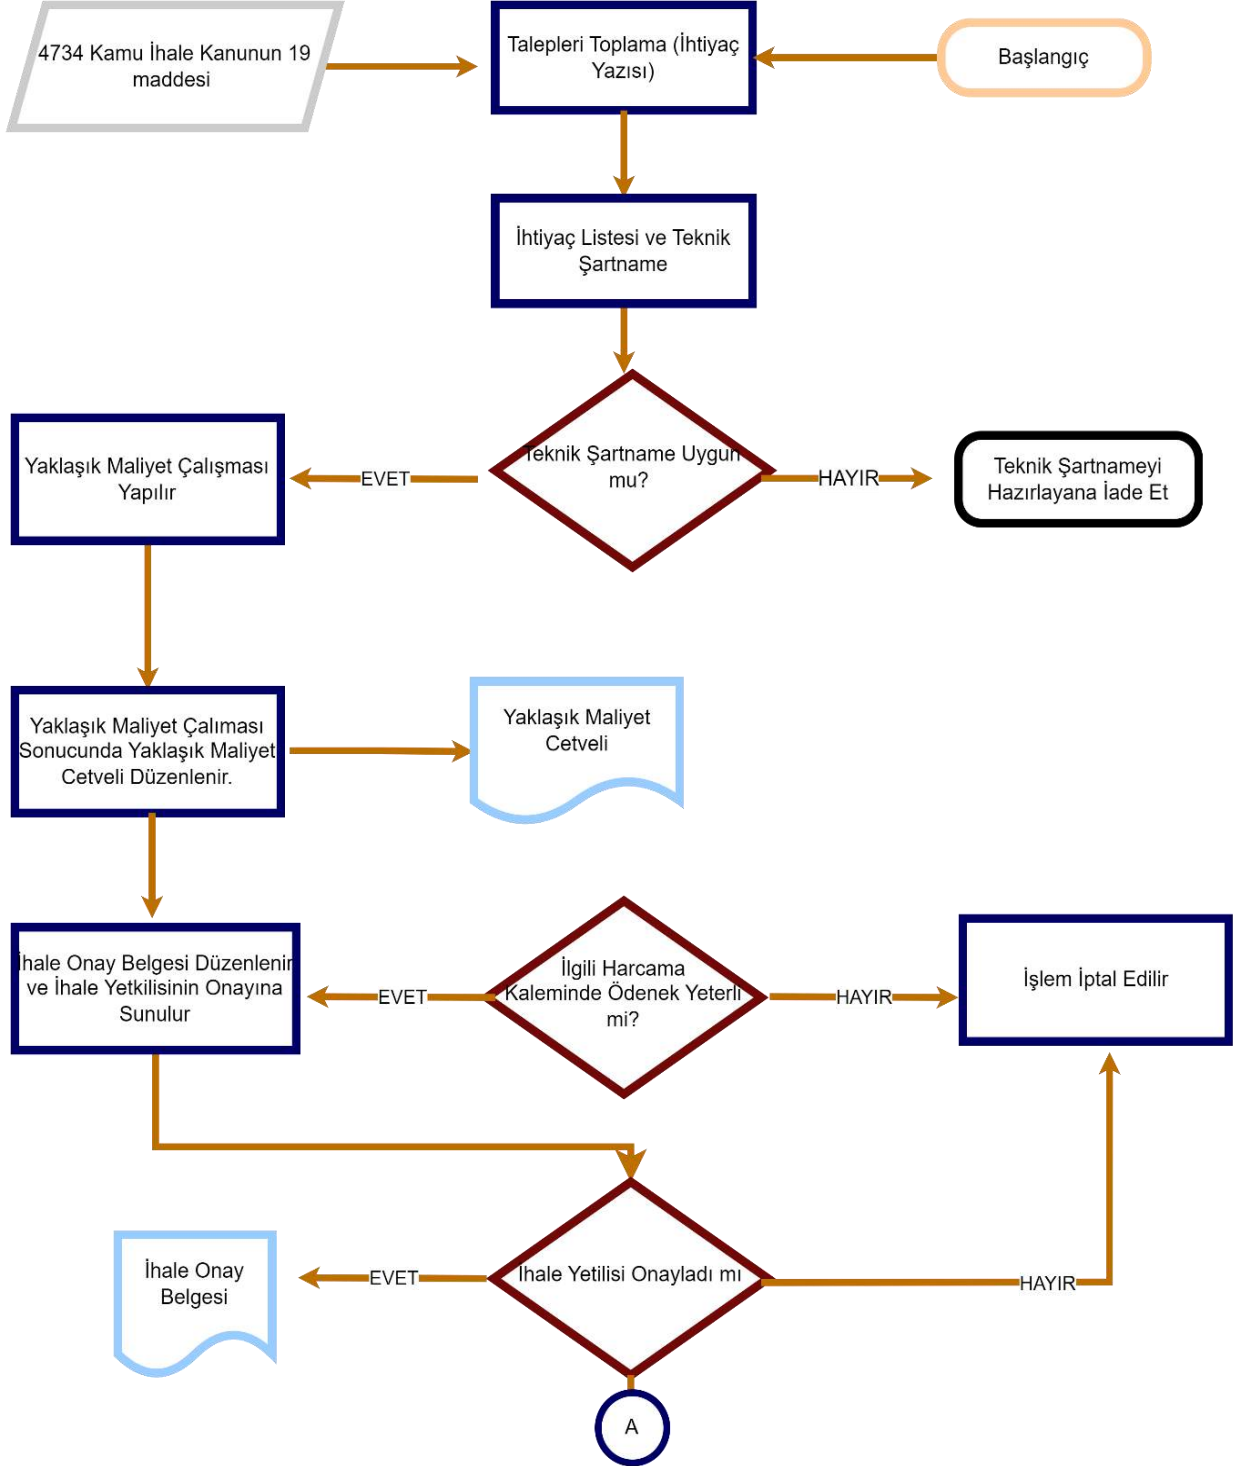 4734 Kamu İhale Kanunun 19
maddesi
Talepleri Toplama (İhtiyaç
Yazısı)
Başlangıç
İhtiyaç Listesi ve Teknik
Şartname
Teknik Şartname Uygun
mu?
EVET
HAYIR
Yaklaşık Maliyet Çalışması
Yapılır
Teknik Şartnameyi
Hazırlayana İade Et
Yaklaşık Maliyet Çalıması
Sonucunda Yaklaşık Maliyet
Cetveli Düzenlenir.
Yaklaşık Maliyet
Cetveli
İhale Onay Belgesi Düzenlenir
ve İhale Yetkilisinin Onayına
Sunulur
EVET
İlgili Harcama
Kaleminde Ödenek Yeterli
mi?
HAYIR
İşlem İptal Edilir
İhale Onay
Belgesi
EVET
İhale Yetilisi Onayladı mı
HAYIR
A